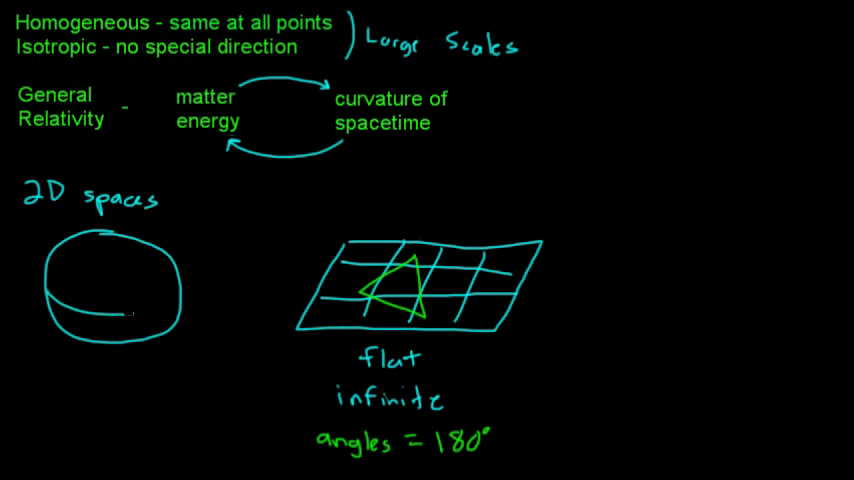 Homogeneous - same at all points
Isotropic - no special direction
Large Scales
General Relativity - matter energy curvature of spacetime
2D spaces
flat
infinite
angles = 180°